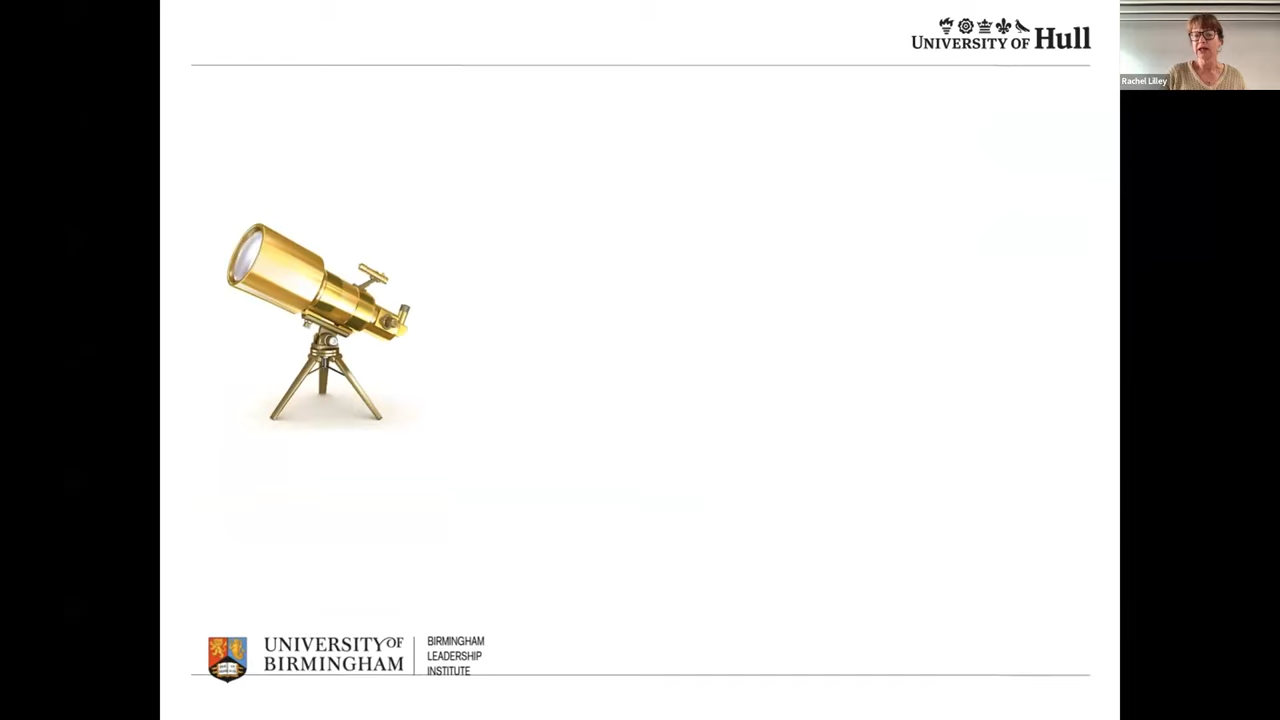 UNIVERSITY OF Hull
Rachel Lilley
UNIVERSITY OF
BIRMINGHAM
BIRMINGHAM
LEADERSHIP
INSTITUTE